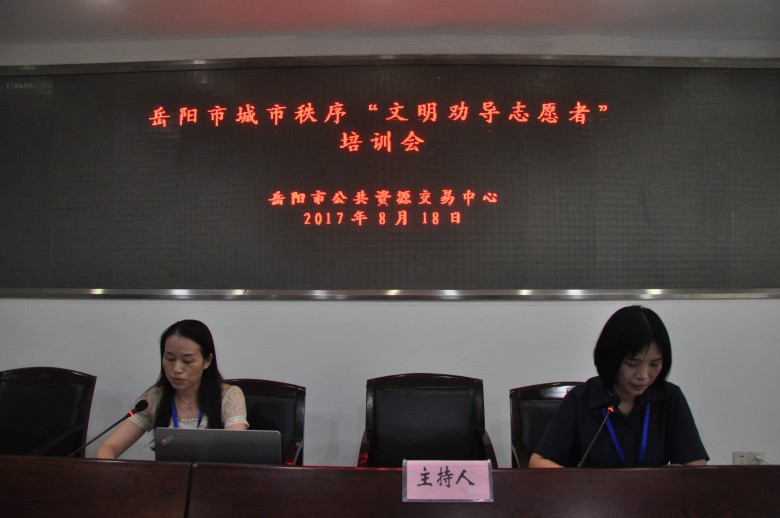 岳阳市城市秩序“文明劝导志愿者”
培训会
岳阳市公共资源交易中心
2017年8月18日
主持人